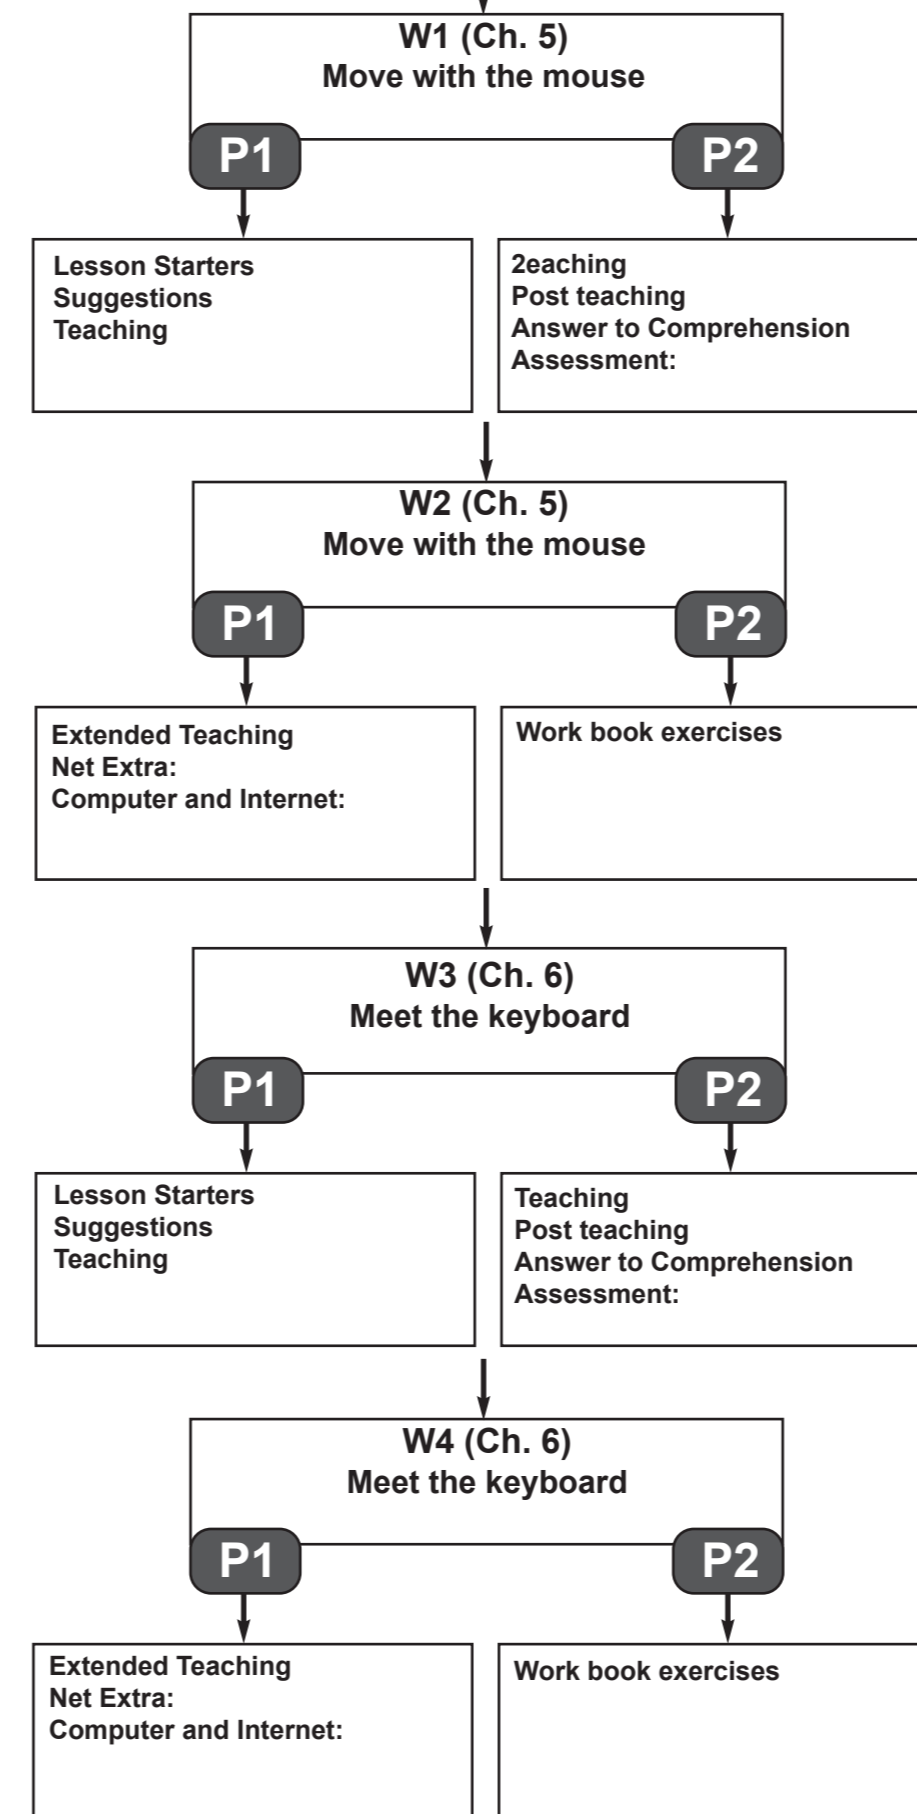 W1 (Ch. 5)
Move with the mouse
P1
P2
Lesson Starters
Suggestions
Teaching
2eaching
Post teaching
Answer to Comprehension
Assessment:
W2 (Ch. 5)
Move with the mouse
P1
P2
Extended Teaching
Net Extra:
Computer and Internet:
Work book exercises
W3 (Ch. 6)
Meet the keyboard
P1
P2
Lesson Starters
Suggestions
Teaching
Teaching
Post teaching
Answer to Comprehension
Assessment:
W4 (Ch. 6)
Meet the keyboard
P1
P2
Extended Teaching
Net Extra:
Computer and Internet:
Work book exercises